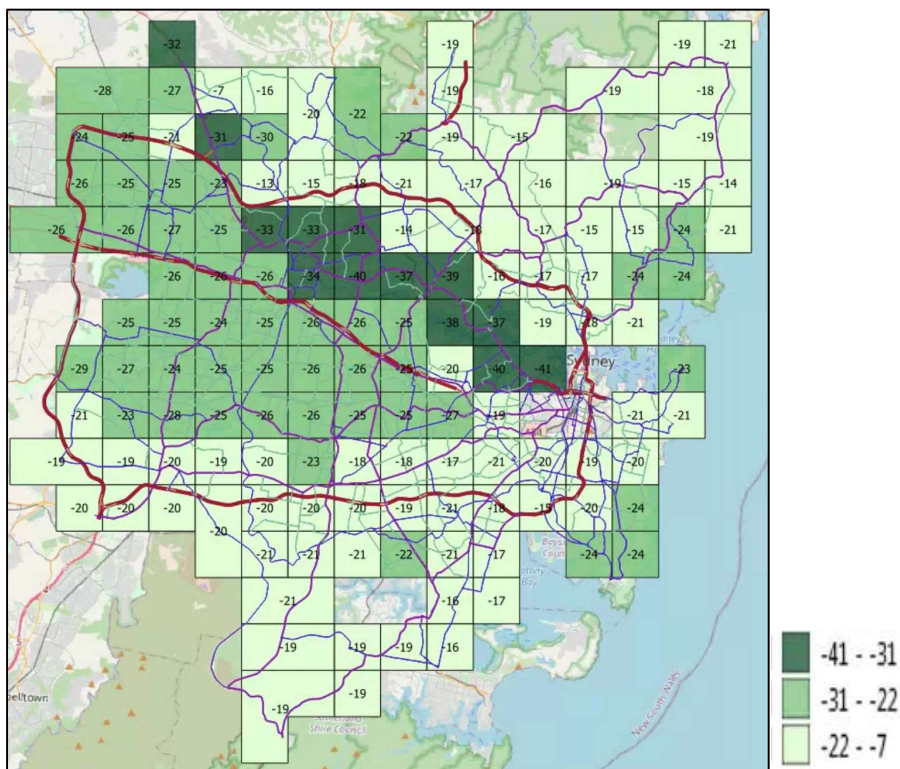 -32 -19 -19 -21
-28 -27 -7 -16 -20 -22 -19 -19 -18
-24 -25 -21 -31 -30 -22 -19 -15 -19
-26 -25 -25 -23 -13 -15 -18 -21 -17 -16 -19 -15 -14
-26 -26 -27 -25 -33 -33 -31 -14 -18 -17 -15 -15 -24 -21
-26 -26 -26 -34 -40 -37 -39 -16 -17 -17 -24 -24
-25 -25 -24 -25 -26 -26 -25 -38 -37 -19 -18 -21
Sydney
-29 -27 -24 -25 -26 -26 -25 -20 -40 -41 -23
-21 -23 -28 -25 -26 -26 -25 -25 -27 -19 -21 -21
-19 -19 -20 -19 -20 -23 -18 -18 -17 -21 -20 -19 -20
-20 -20 -20 -20 -20 -20 -20 -19 -21 -18 -15 -20 -24
-21 -21 -21 -22 -21 -17 -24 -24
-21 -16 -17
-19 -19 -19 -16
-19 -19
Shire Council
New South Wales
-41 - -31
-31 - -22
-22 - -7